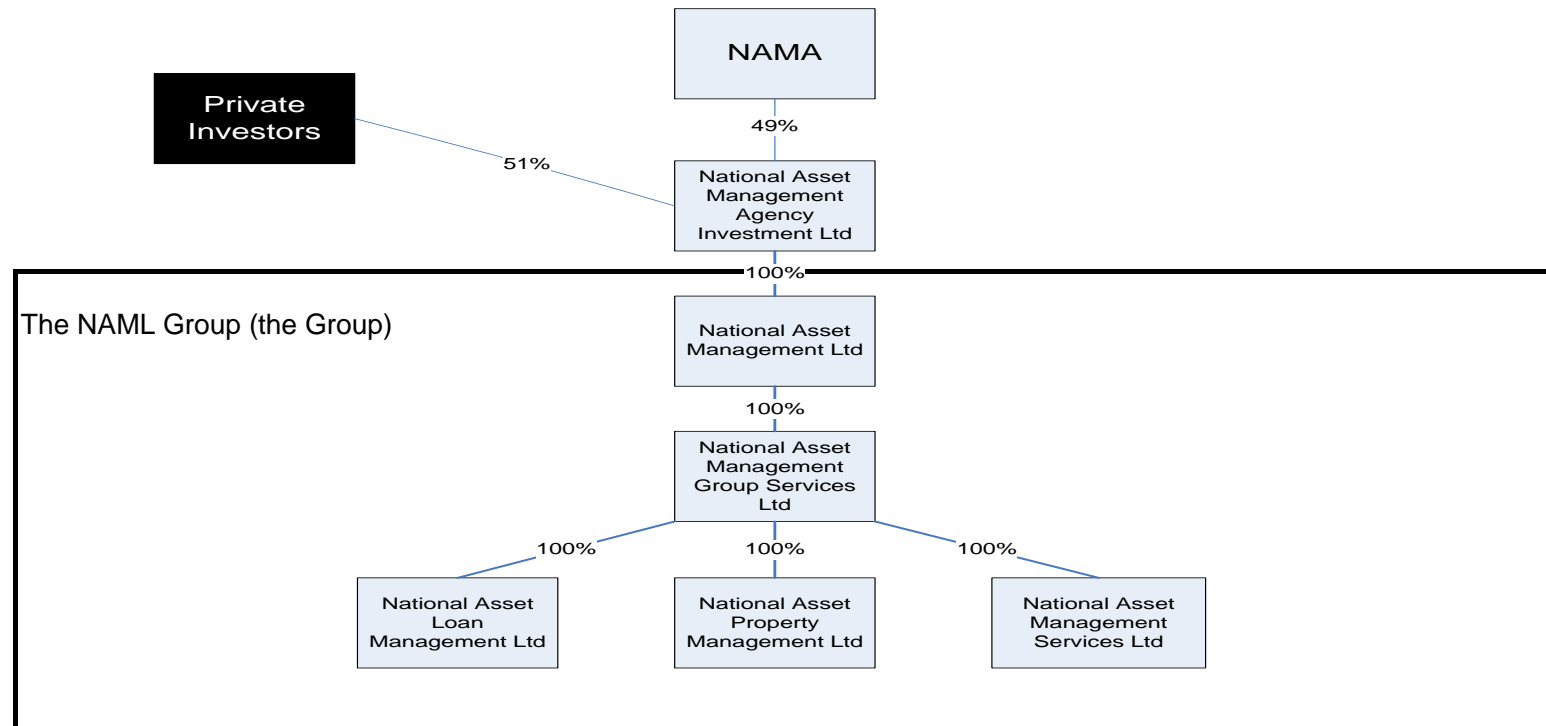 NAMA
Private
Investors
49%
51%
National Asset
Management
Agency
Investment Ltd
100%
The NAML Group (the Group)
National Asset
Management Ltd
100%
National Asset
Management
Group Services
Ltd
100%
100%
100%
National Asset
Loan
Management Ltd
National Asset
Property
Management Ltd
National Asset
Management
Services Ltd